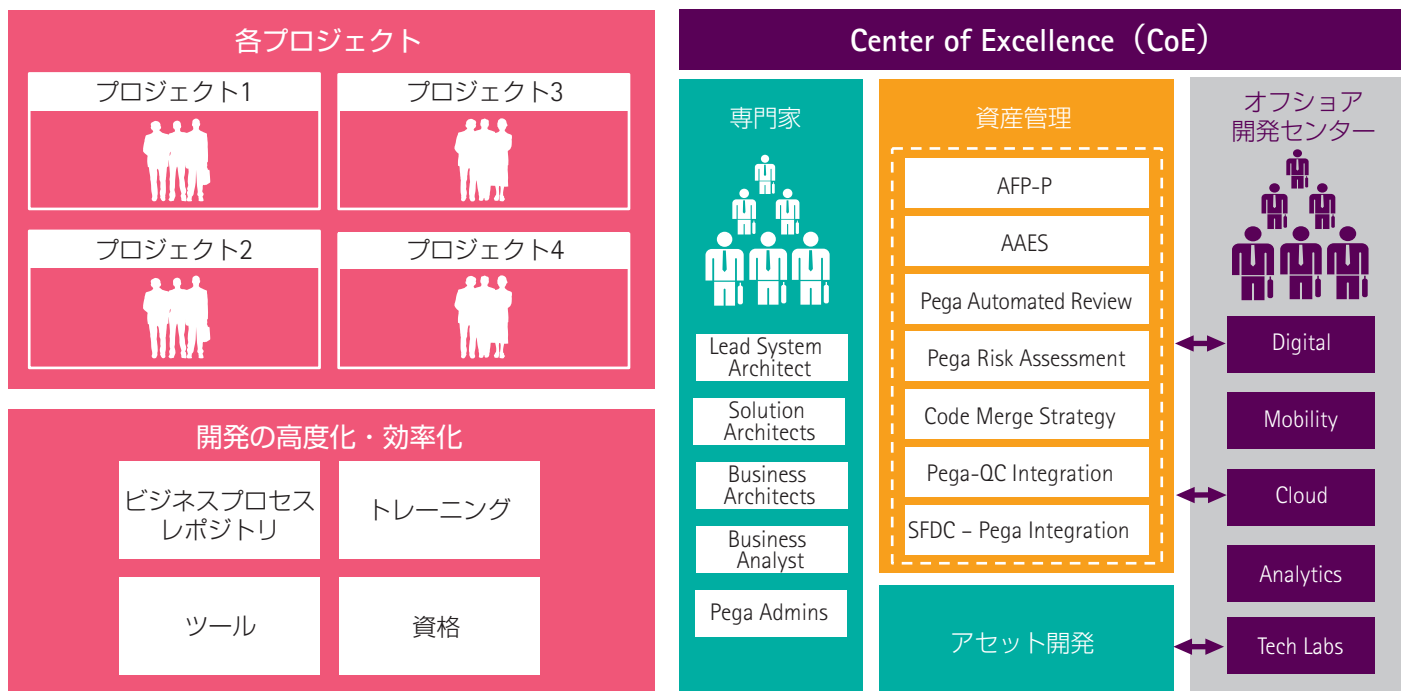 各プロジェクト
プロジェクト1
プロジェクト3
プロジェクト2
プロジェクト4
開発の高度化・効率化
ビジネスプロセス
レポジトリ
トレーニング
ツール
資格
Center of Excellence（CoE）
専門家
Lead System
Architect
Solution
Architects
Business
Architects
Business
Analyst
Pega Admins
資産管理
AFP-P
AAES
Pega Automated Review
Pega Risk Assessment
Code Merge Strategy
Pega-QC Integration
SFDC – Pega Integration
アセット開発
オフショア
開発センター
Digital
Mobility
Cloud
Analytics
Tech Labs